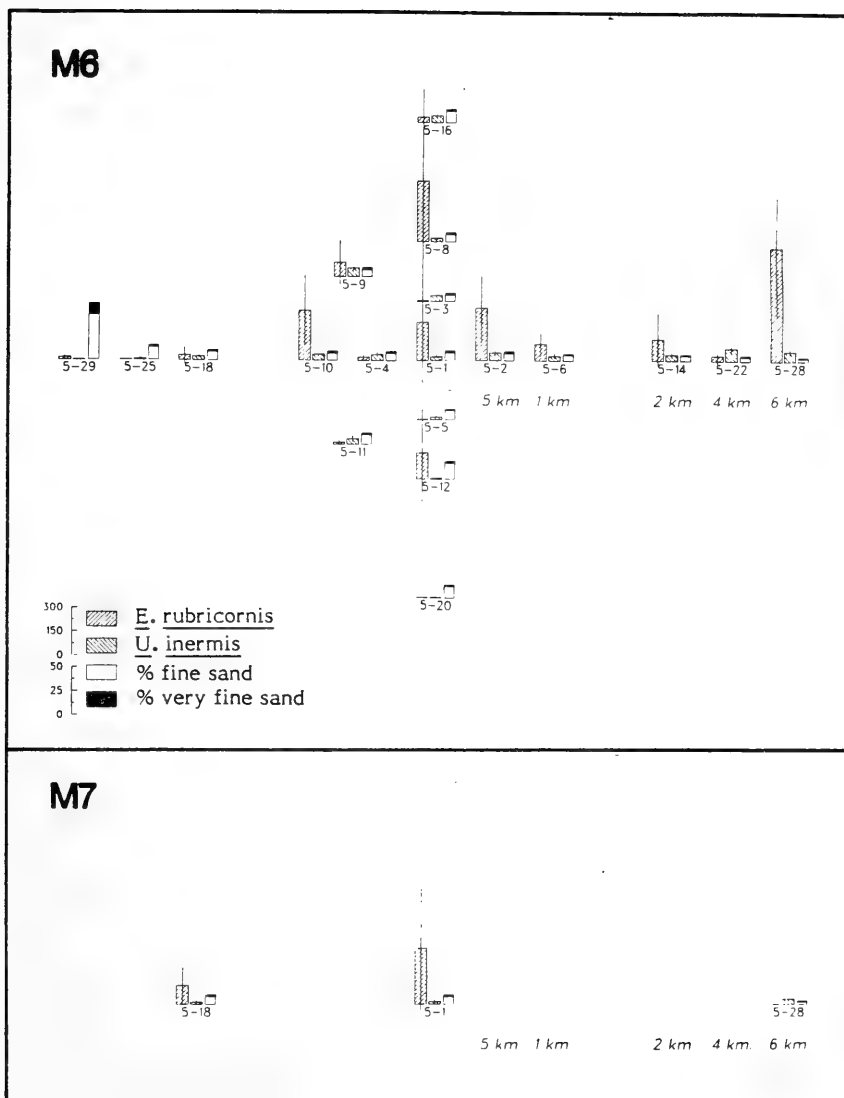 M6
5-16
5-8
5-9
5-3
5-29 5-25 5-18 5-10 5-4 5-1 5-2 5-6 5-14 5-22 5-28
5 km 1 km 2 km 4 km 6 km
5-5
5-11
5-12
5-20
300
150
0
E. rubricornis
U. inermis
50
25
0
% fine sand
% very fine sand
M7
5-18 5-1 5-28
5 km 1 km 2 km 4 km. 6 km